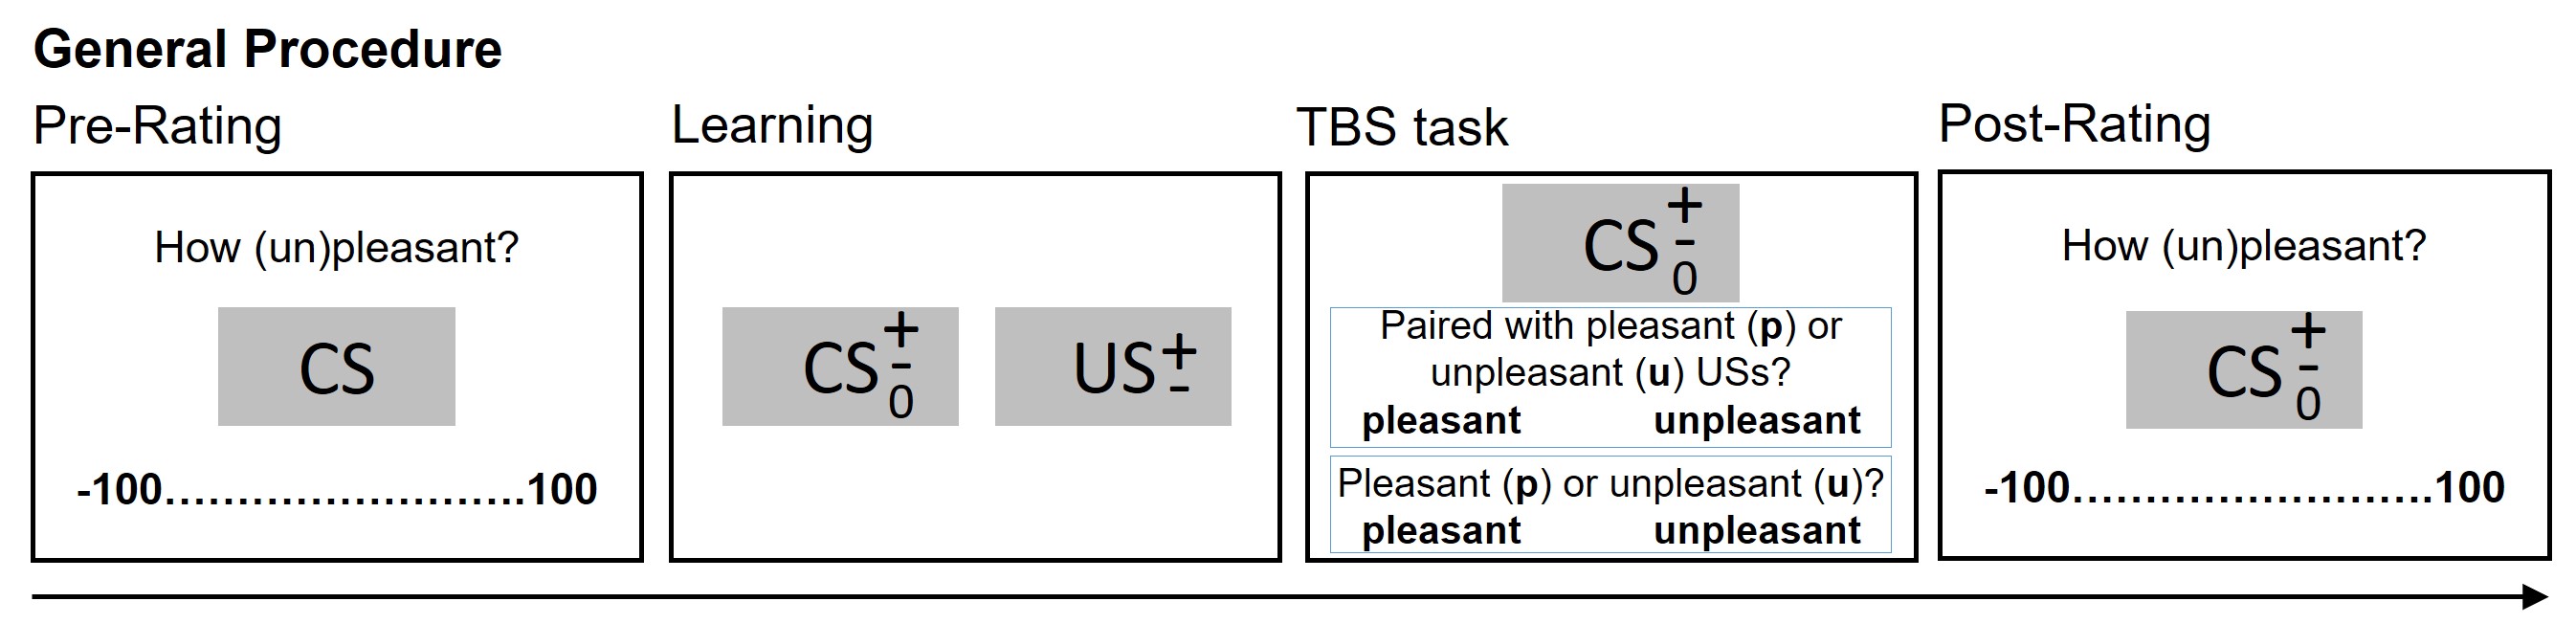 General Procedure
Pre-Rating
How (un)pleasant?
CS
-100…………………….100
Learning
CS + - 0
US + -
TBS task
CS + - 0
Paired with pleasant (p) or
unpleasant (u) USs?
pleasant unpleasant
Pleasant (p) or unpleasant (u)?
pleasant unpleasant
Post-Rating
How (un)pleasant?
CS + - 0
-100…………………….100